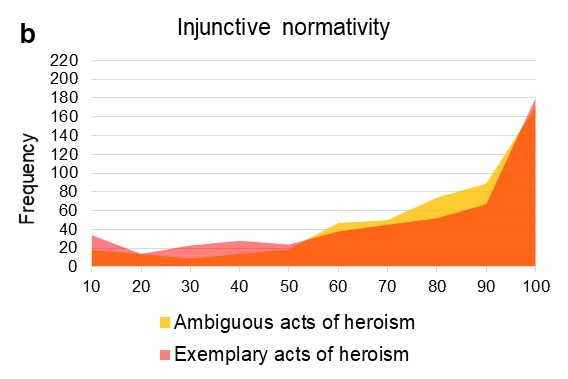 b
Injunctive normativity
Frequency
220
200
180
160
140
120
100
80
60
40
20
0
10 20 30 40 50 60 70 80 90 100
Ambiguous acts of heroism
Exemplary acts of heroism